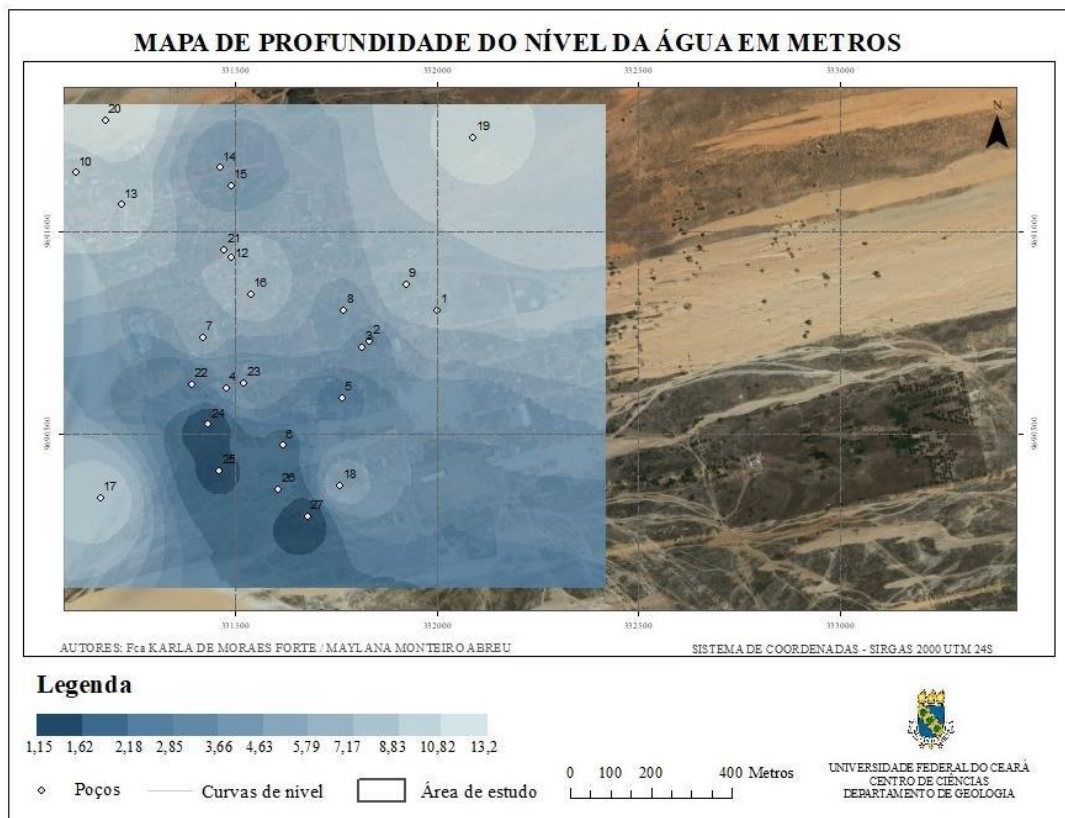 MAPA DE PROFUNDIDADE DO NÍVEL DA ÁGUA EM METROS
331500 332000 332500 333000
20
19
N
14
10
15
13
9691000 9691000
21
12
9
16
8 1
2
7
3
22 4 23
5
24
9690500 9690500
6
25
18
26
17
27
331500 332000 332500 333000
AUTORES: Fca KARLA DE MORAES FORTE / MAYLANA MONTEIRO ABREU
SISTEMA DE COORDENADAS - SIRGAS 2000 UTM 24S
Legenda
1,15 1,62 2,18 2,85 3,66 4,63 5,79 7,17 8,83 10,82 13,2
Poços Curvas de nível Área de estudo
0 100 200 400 Metros
UNIVERSIDADE FEDERAL DO CEARÁ
CENTRO DE CIÊNCIAS
DEPARTAMENTO DE GEOLOGIA